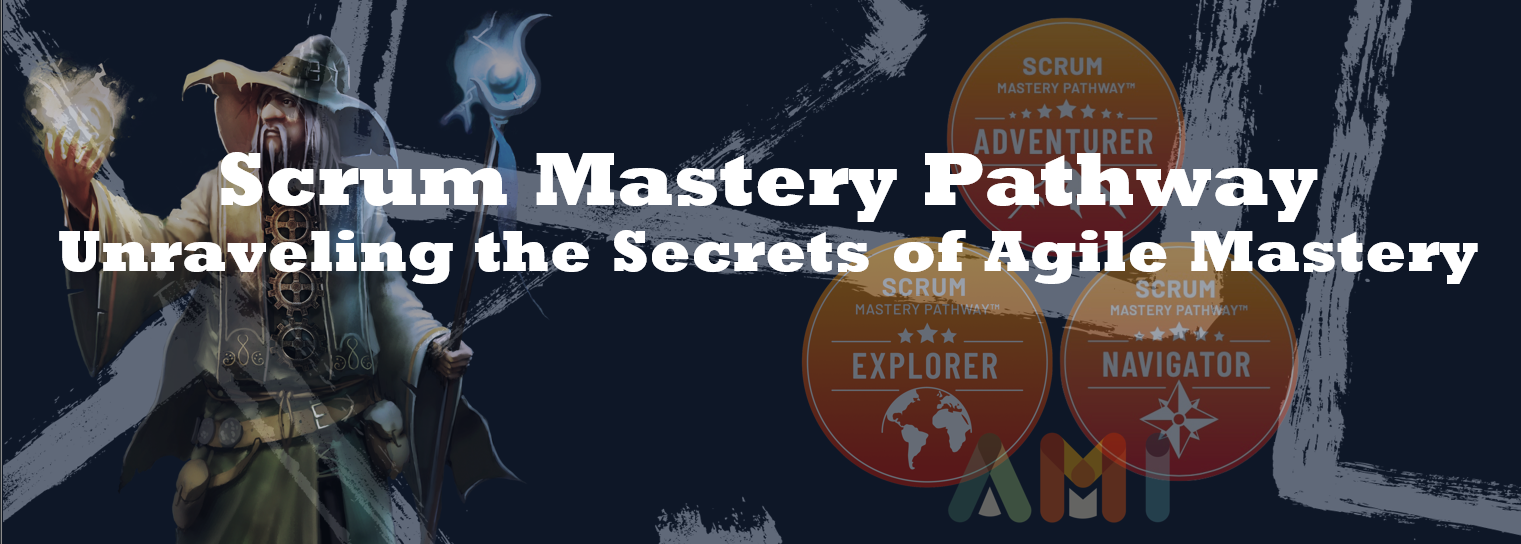 Scrum Mastery Pathway
Unraveling the Secrets of Agile Mastery
SCRUM
MASTERY PATHWAY™
ADVENTURER
SCRUM
MASTERY PATHWAY™
EXPLORER
SCRUM
MASTERY PATHWAY™
NAVIGATOR
AMI